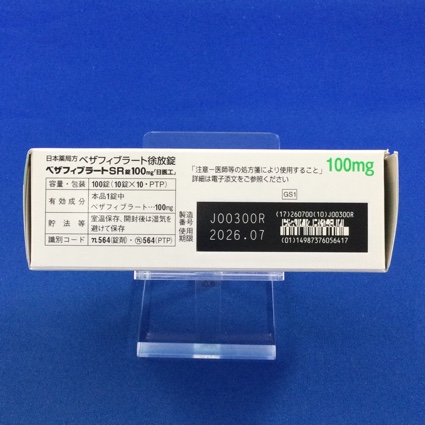 日本薬局方 ベザフィブラート徐放錠
ベザフィブラートSR錠100mg「日医工」
容量・包装 100錠(10錠×10・PTP)
有効成分 本品1錠中
ベザフィブラート…100mg
貯法等 室温保存、開封後は湿気を
避けて保存
識別コード 564(錠剤)・564(PTP)
「注意-医師等の処方箋により使用すること」
詳細は電子添文をご参照ください
100mg
GS1
製造番号 J00300R
使用期限 2026.07
(17)260700(10)J00300R
(01)14987376056417